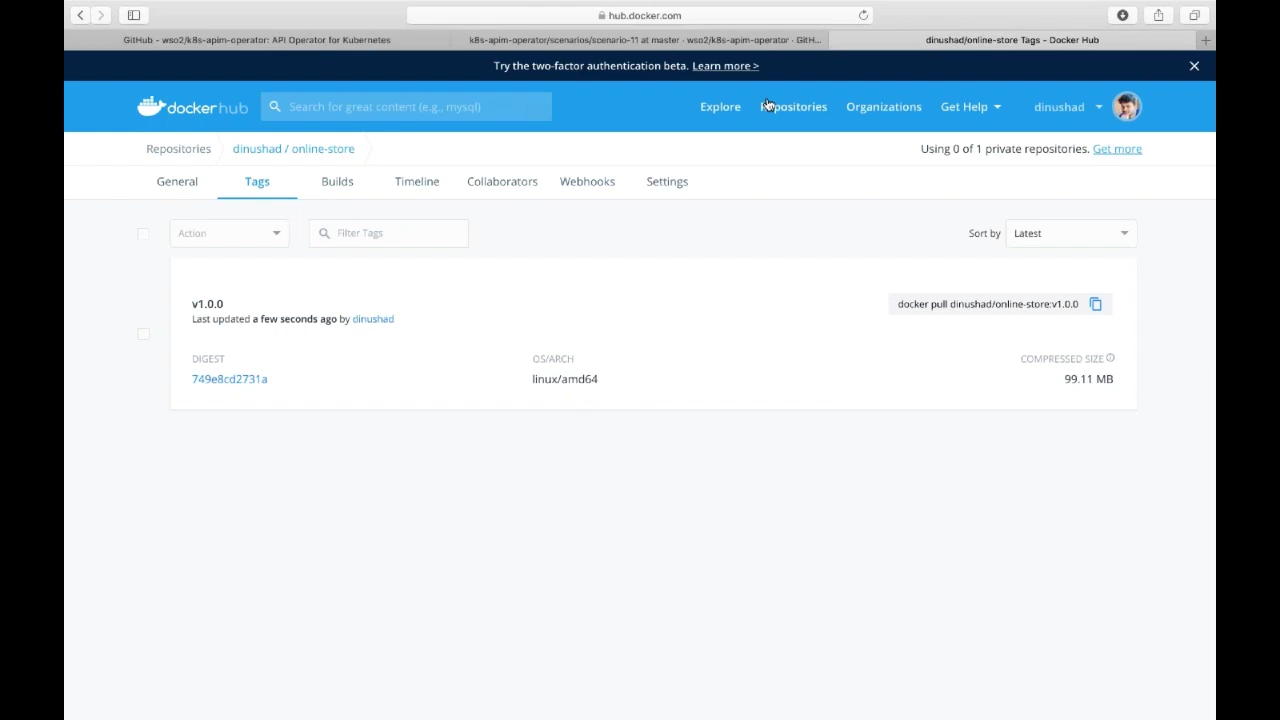 hub.docker.com
GitHub - wso2/k8s-apim-operator: API Operator for Kubernetes
k8s-apim-operator/scenarios/scenario-11 at master · wso2/k8s-apim-operator · GitH...
dinushad/online-store Tags - Docker Hub
Try the two-factor authentication beta. Learn more >
dockerhub
Search for great content (e.g., mysql)
Explore
Repositories
Organizations
Get Help
dinushad
Repositories
dinushad / online-store
Using 0 of 1 private repositories. Get more
General
Tags
Builds
Timeline
Collaborators
Webhooks
Settings
Action
Filter Tags
Sort by
Latest
v1.0.0
docker pull dinushad/online-store:v1.0.0
Last updated a few seconds ago by dinushad
DIGEST
OS/ARCH
COMPRESSED SIZE
749e8cd2731a
linux/amd64
99.11 MB